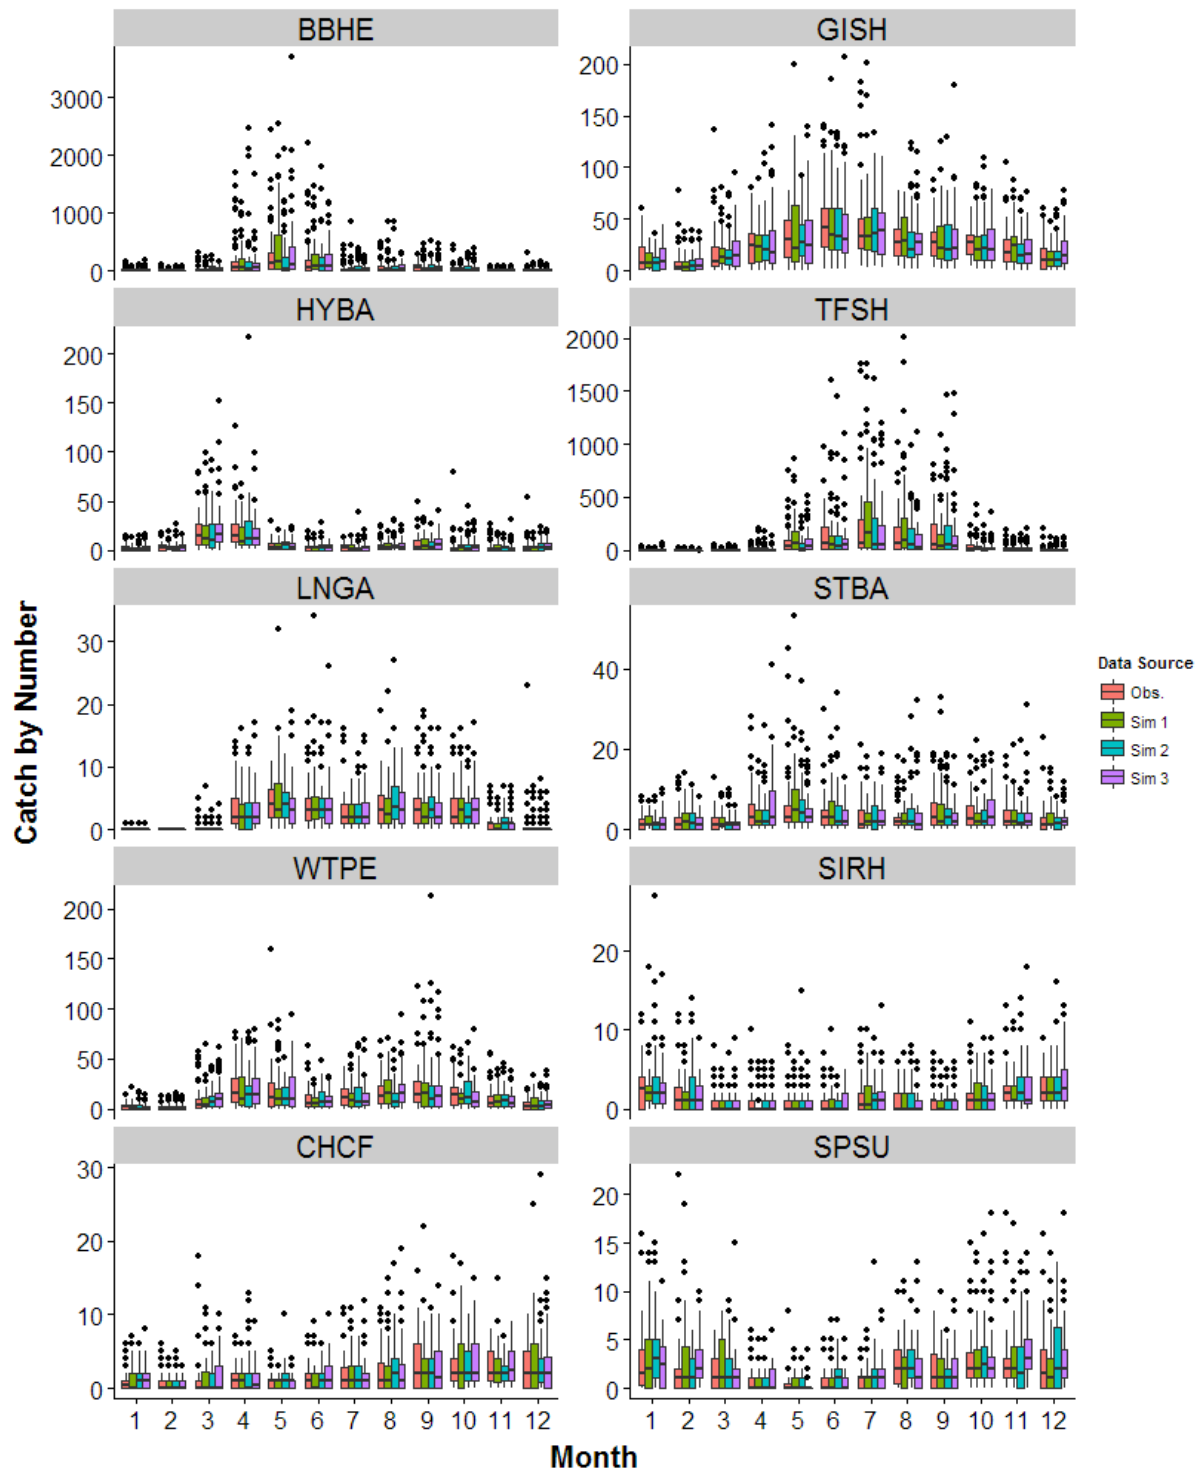 BBHE
GISH
3000
2000
1000
0
200
150
100
50
0
HYBA
TFSH
200
150
100
50
0
2000
1500
1000
500
0
LNGA
STBA
30
20
10
0
40
20
0
WTPE
SIRH
200
150
100
50
0
20
10
0
CHCF
SPSU
30
20
10
0
20
15
10
5
0
1 2 3 4 5 6 7 8 9 10 11 12
1 2 3 4 5 6 7 8 9 10 11 12
Month
Catch by Number
Data Source
Obs.
Sim 1
Sim 2
Sim 3